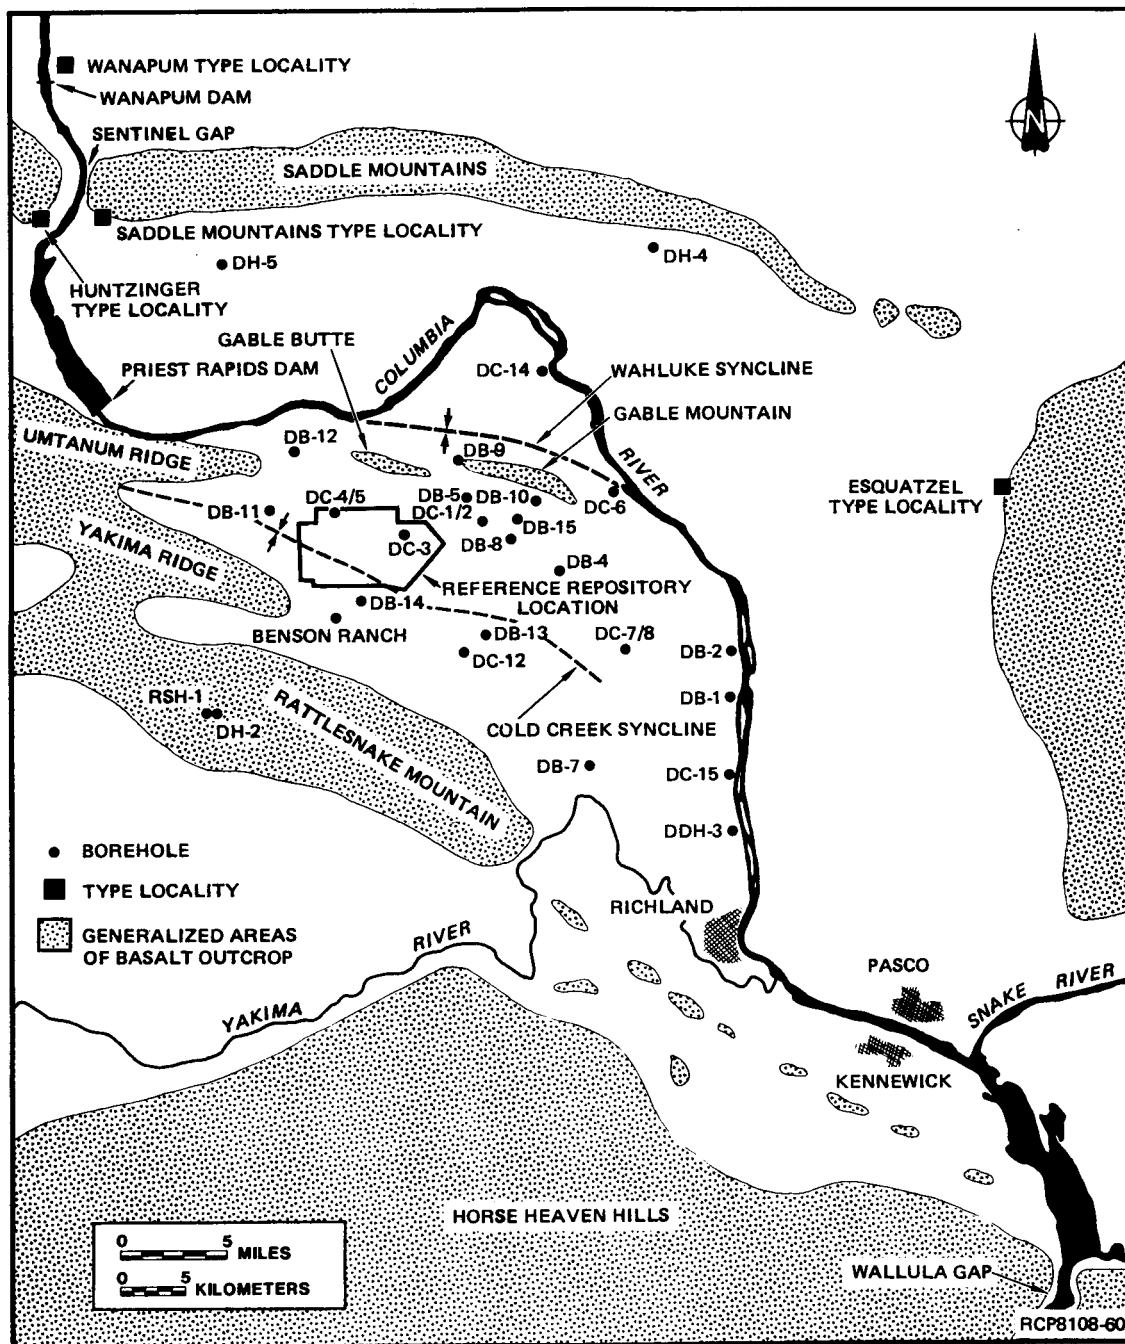 WANAPUM TYPE LOCALITY
WANAPUM DAM
SENTINEL GAP
SADDLE MOUNTAINS
N
SADDLE MOUNTAINS TYPE LOCALITY
DH-4
DH-5
HUNTZINGER
TYPE LOCALITY
GABLE BUTTE
COLUMBIA
RIVER
PRIEST RAPIDS DAM
DC-14
WAHLUKE SYNCLINE
GABLE MOUNTAIN
UMTANUM RIDGE
DB-12
DB-9
ESQUATZEL
TYPE LOCALITY
DB-11
DC-4/5
DB-5
DB-10
DC-6
DC-1/2
DB-15
DC-3
DB-8
YAKIMA RIDGE
DB-4
REFERENCE REPOSITORY
LOCATION
DB-14
BENSON RANCH
DB-13
DC-12
DC-7/8
DB-2
RSH-1
DH-2
DB-1
COLD CREEK SYNCLINE
RATTLESNAKE MOUNTAIN
DB-7
DC-15
DDH-3
BOREHOLE
TYPE LOCALITY
GENERALIZED AREAS
OF BASALT OUTCROP
RICHLAND
YAKIMA RIVER
PASCO
SNAKE RIVER
KENNEWICK
HORSE HEAVEN HILLS
0 5 MILES
0 5 KILOMETERS
WALLULA GAP
RCP8108-60